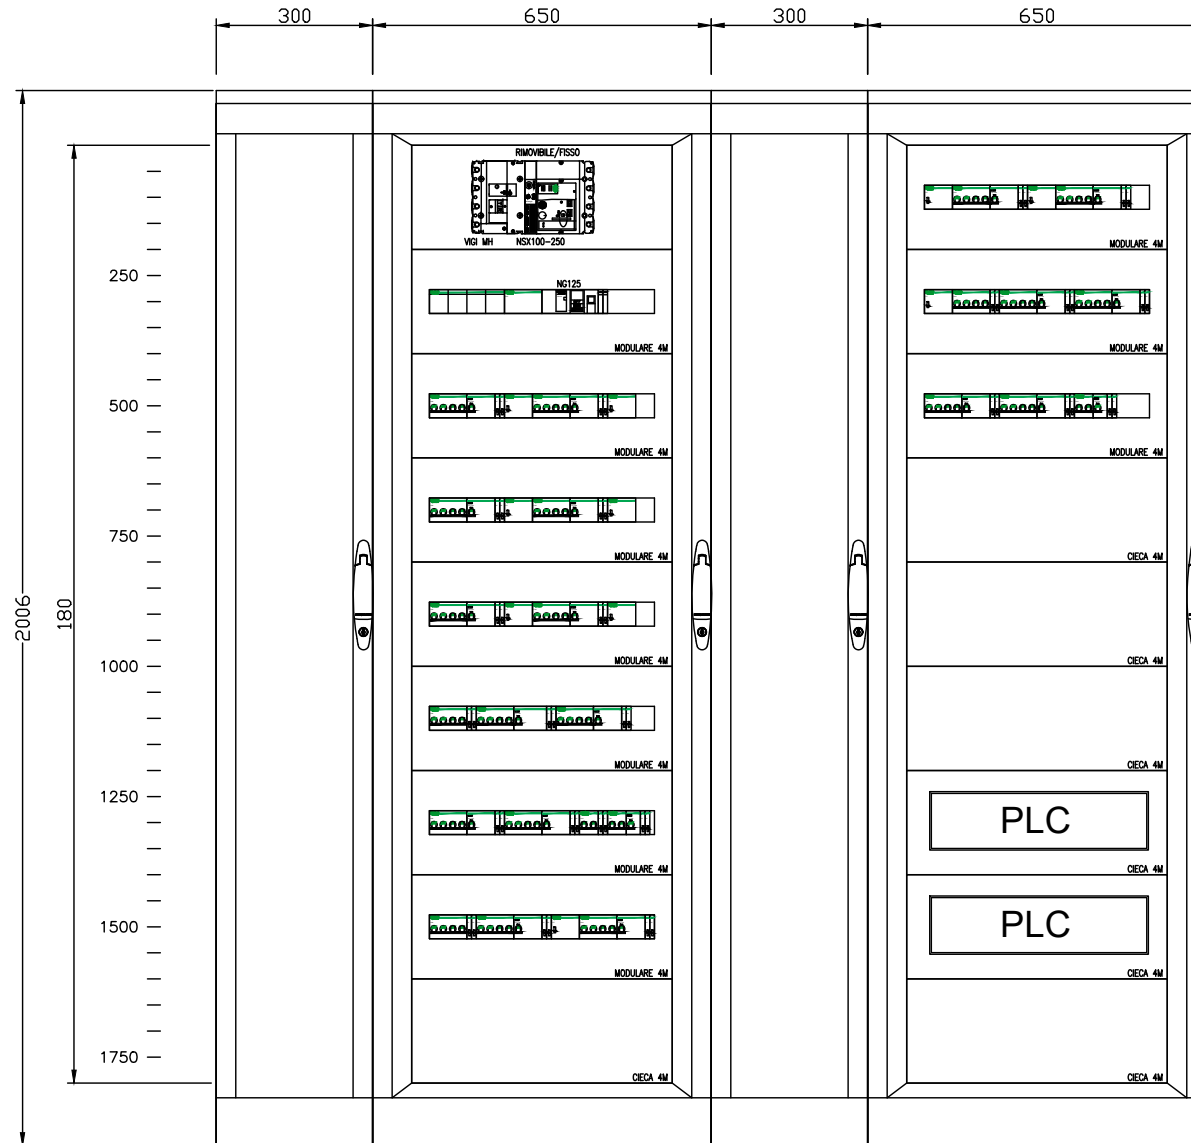 300 650 300 650
RIMOVIBILE/FISSO
VIGI MH NSX100-250
MODULARE 4M
250
NG125
MODULARE 4M
MODULARE 4M
500
MODULARE 4M
MODULARE 4M
750
MODULARE 4M
CIECA 4M
2006
180
1000
MODULARE 4M
CIECA 4M
MODULARE 4M
CIECA 4M
1250
PLC
MODULARE 4M
CIECA 4M
1500
PLC
MODULARE 4M
CIECA 4M
1750
CIECA 4M
CIECA 4M